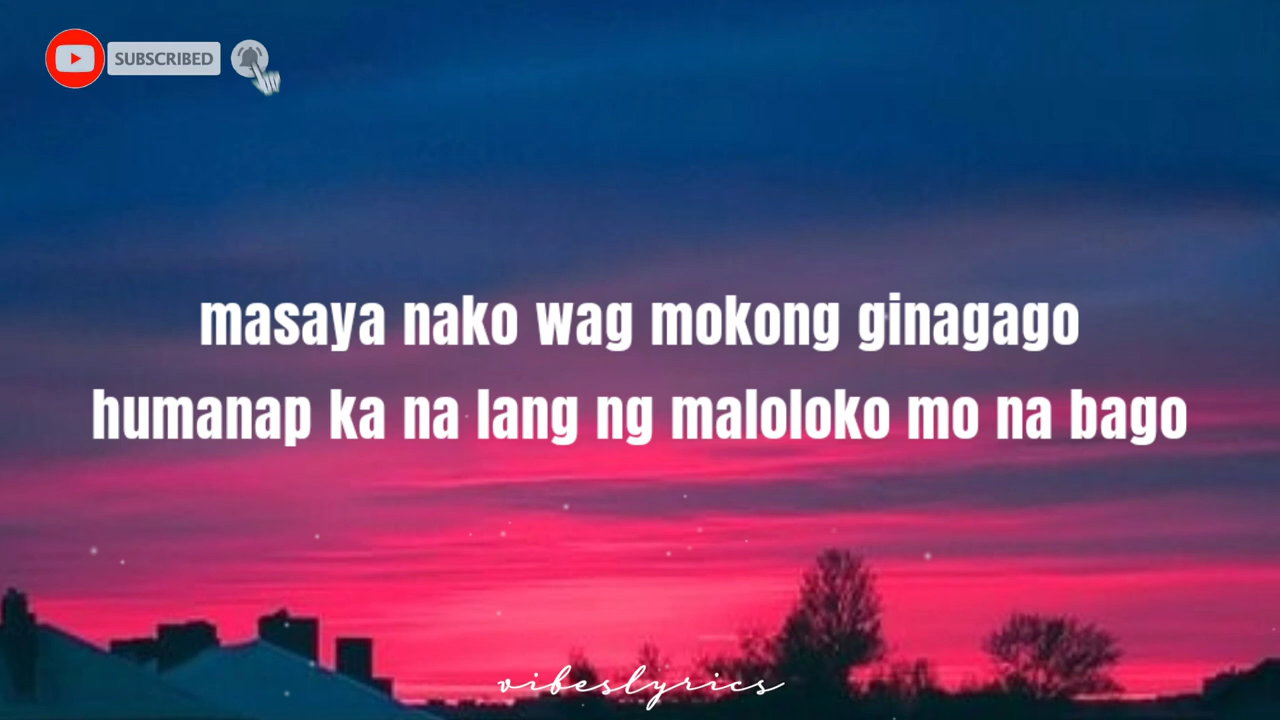 SUBSCRIBED
masaya nako wag mokong ginagago
humanap ka na lang ng maloloko mo na bago
vibeslyrics